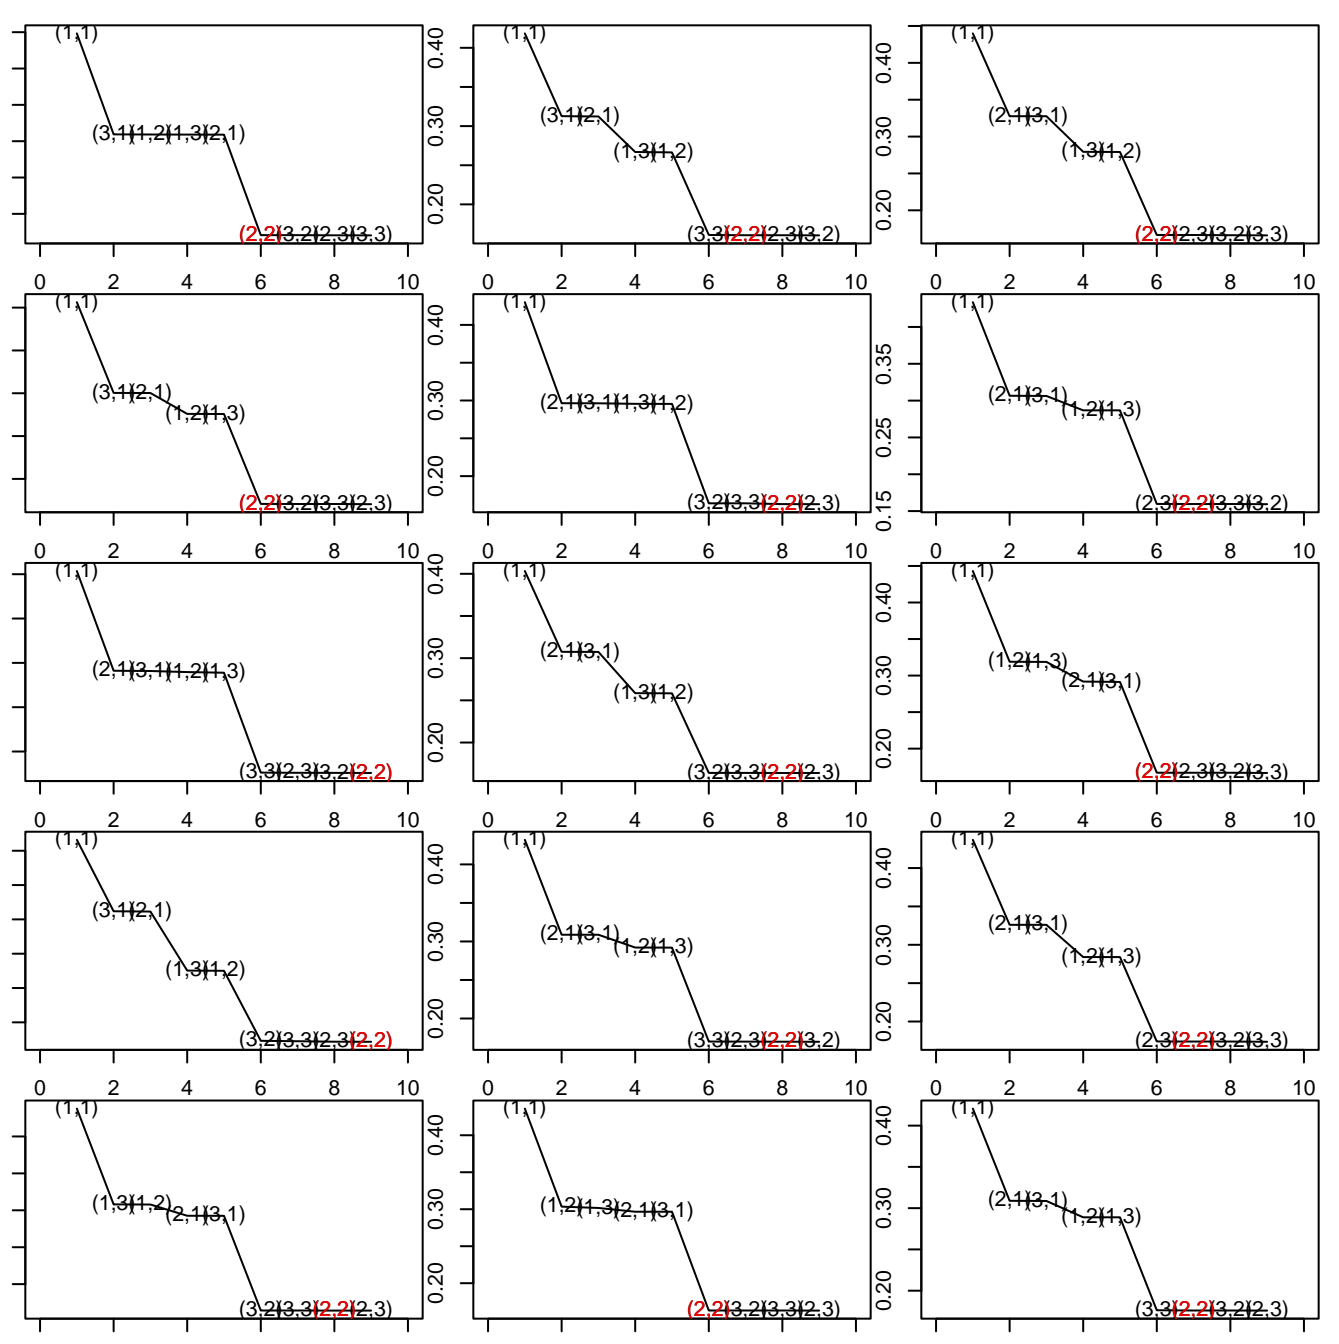 (1,1) (1,1) (1,1)
(3,1) (1,2) (1,3) (2,1) 0.20 0.30 0.40 (3,1) (2,1) 0.20 0.30 0.40 (2,1) (3,1)
(1,3) (1,2) (1,3) (1,2)
(2,2) (3,2) (2,3) (3,3) (3,3) (2,2) (2,3) (3,2) (2,2) (2,3) (3,2) (3,3)
0 2 4 6 8 10 0 2 4 6 8 10 0 2 4 6 8 10
(1,1) (1,1) (1,1)
(3,1) (2,1) 0.20 0.30 0.40 (2,1) (3,1) (1,3) (1,2) 0.15 0.25 0.35 (2,1) (3,1)
(1,2) (1,3) (1,2) (1,3)
(2,2) (3,2) (3,3) (2,3) (3,2) (3,3) (2,2) (2,3) (2,3) (2,2) (3,3) (3,2)
0 2 4 6 8 10 0 2 4 6 8 10 0 2 4 6 8 10
(1,1) (1,1) (1,1)
(2,1) (3,1) (1,2) (1,3) 0.20 0.30 0.40 (2,1) (3,1) 0.20 0.30 0.40 (1,2) (1,3)
(1,3) (1,2) (2,1) (3,1)
(3,3) (2,3) (3,2) (2,2) (3,2) (3,3) (2,2) (2,3) (2,2) (2,3) (3,2) (3,3)
0 2 4 6 8 10 0 2 4 6 8 10 0 2 4 6 8 10
(1,1) (1,1) (1,1)
(3,1) (2,1) 0.20 0.30 0.40 (2,1) (3,1) 0.20 0.30 0.40 (2,1) (3,1)
(1,3) (1,2) (1,2) (1,3) (1,2) (1,3)
(3,2) (3,3) (2,3) (2,2) (3,3) (2,3) (2,2) (3,2) (2,3) (2,2) (3,2) (3,3)
0 2 4 6 8 10 0 2 4 6 8 10 0 2 4 6 8 10
(1,1) (1,1) (1,1)
(1,3) (1,2) 0.20 0.30 0.40 (1,2) (1,3) (2,1) (3,1) 0.20 0.30 0.40 (2,1) (3,1)
(2,1) (3,1) (1,2) (1,3)
(3,2) (3,3) (2,2) (2,3) (2,2) (3,2) (3,3) (2,3) (3,3) (2,2) (3,2) (2,3)